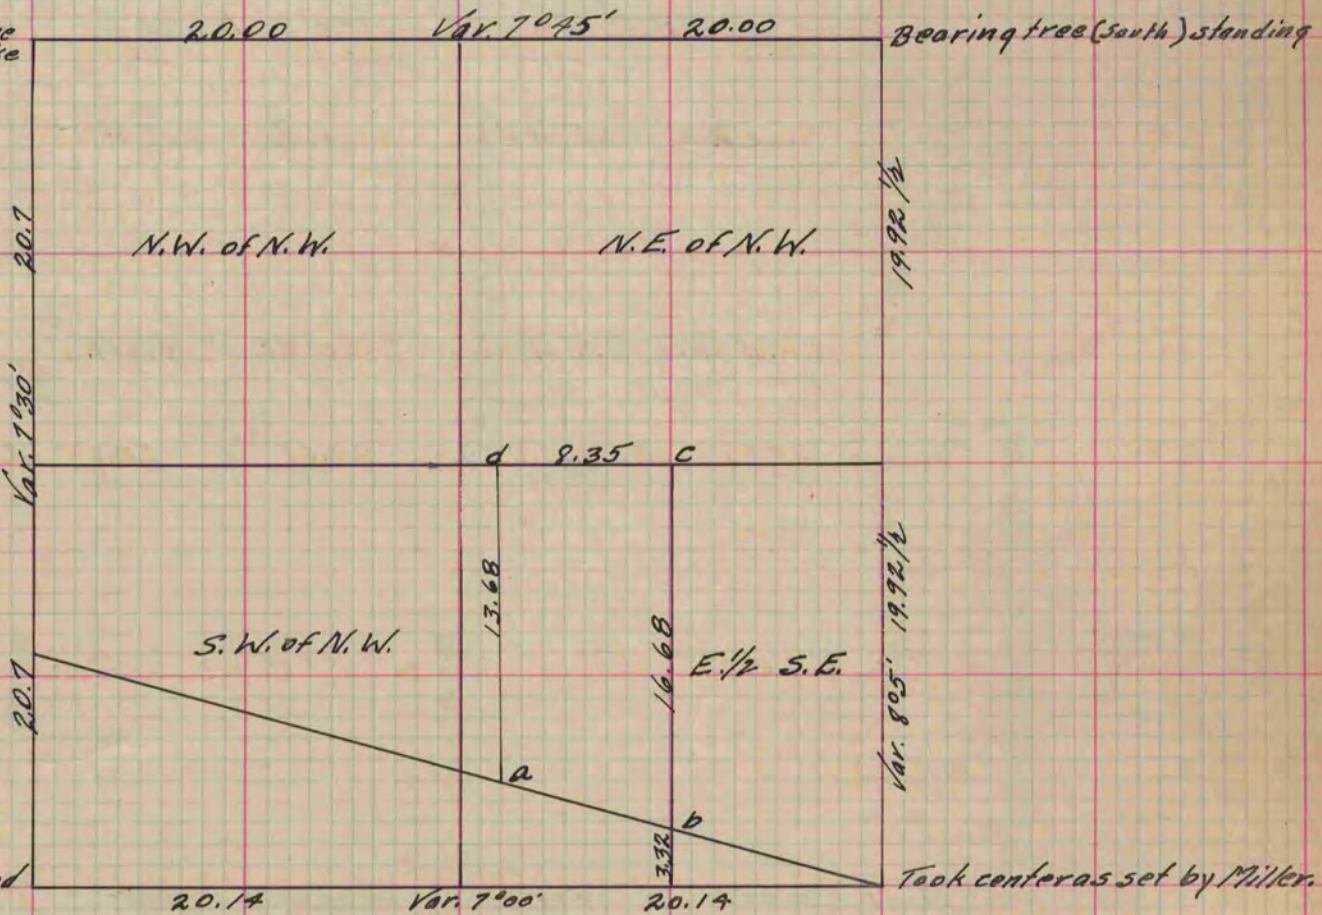 20.00 Var. 7°45' 20.00 Bearing tree (South) standing
20.7
19.92 1/2
N.W. of N.W. N.E. of N.W.
Var. 7°30'
d 8.35 c
13.68
16.68
Var. 8°5' 19.92 1/2
S.W. of N.W. E.1/2 S.E.
20.7
a
b
3.32
Took center as set by Miller.
20.14 Var. 7°00' 20.14